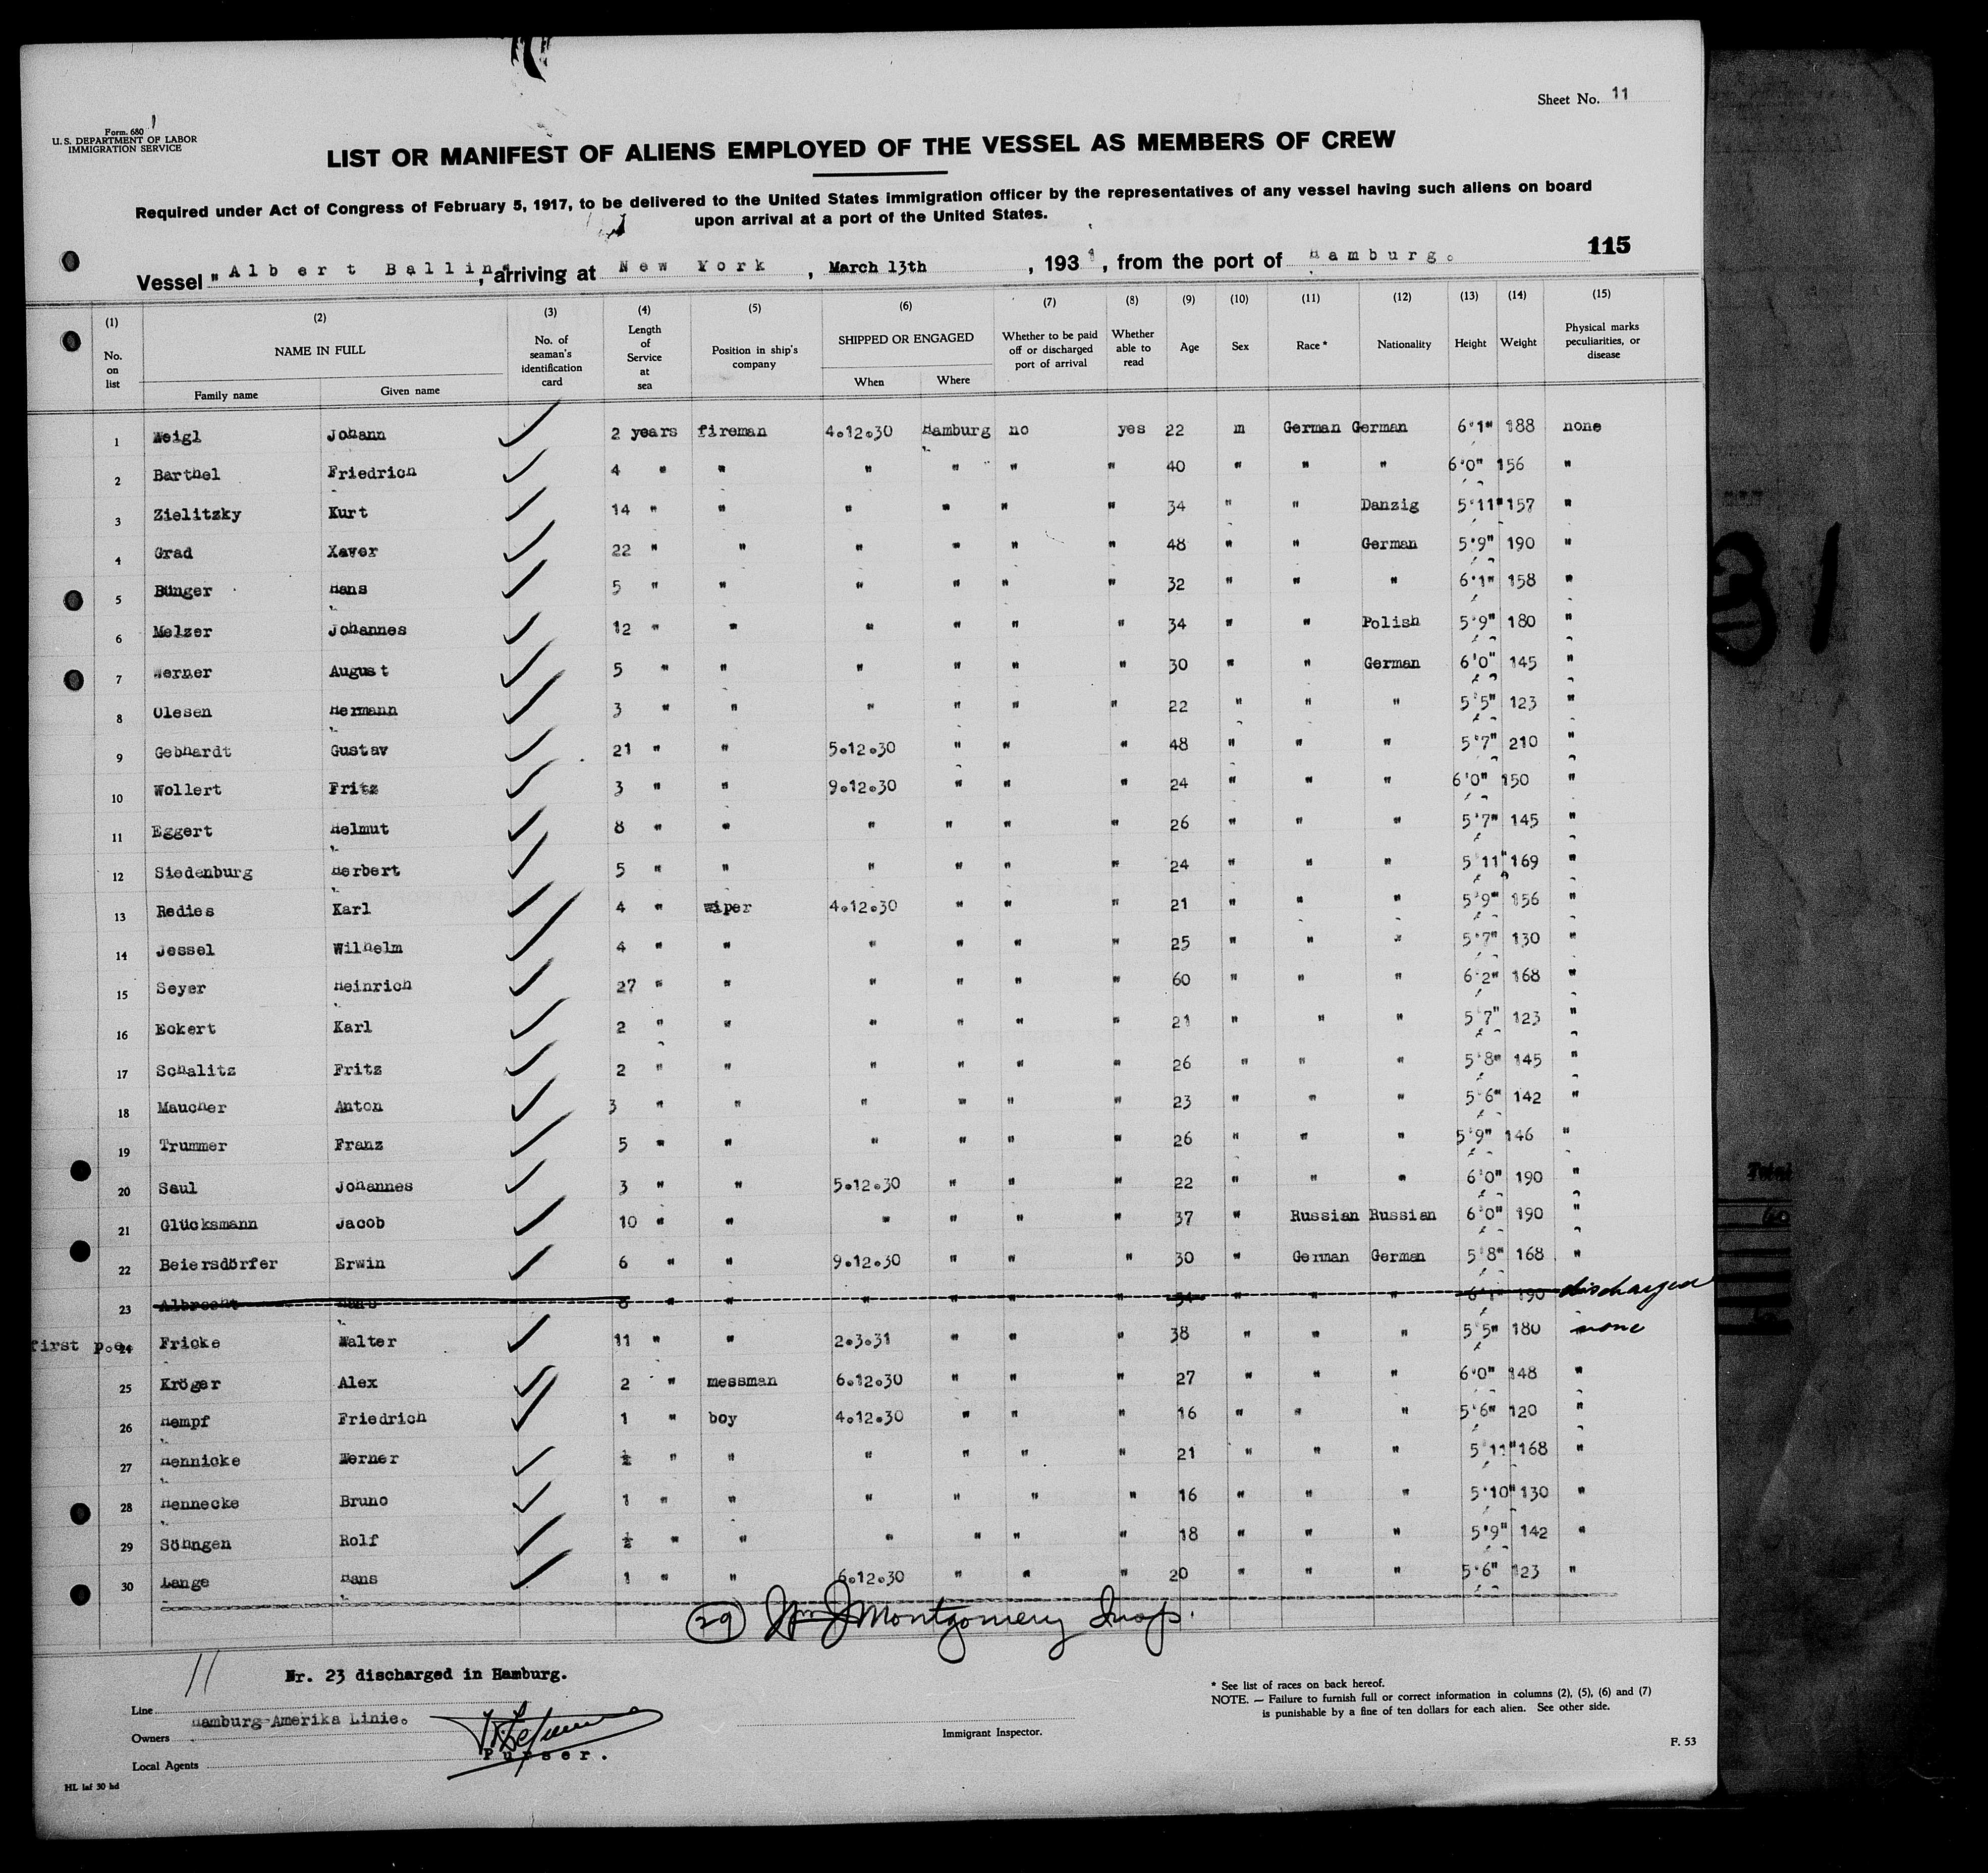 Sheet No. 11
Form. 680
U. S. DEPARTMENT OF LABOR
IMMIGRATION SERVICE
LIST OR MANIFEST OF ALIENS EMPLOYED OF THE VESSEL AS MEMBERS OF CREW
Required under Act of Congress of February 5, 1917, to be delivered to the United States immigration officer by the representatives of any vessel having such aliens on board
upon arrival at a port of the United States.
115
Vessel „Albert Ballin", arriving at New York, March 13th, 1931, from the port of Hamburg.
(1) (2) (3) (4) (5) (6) (7) (8) (9) (10) (11) (12) (13) (14) (15)
No. on list NAME IN FULL Family name Given name No. of seaman's identification card Length of Service at sea Position in ship's company SHIPPED OR ENGAGED When Where Whether to be paid off or discharged port of arrival Whether able to read Age Sex Race* Nationality Height Weight Physical marks peculiarities, or disease
1 Weigl Johann 2 years fireman 4.12.30 Hamburg no yes 22 m German German 6'1" 188 none
2 Barthel Friedrich 4 " " " " " " 40 " " " 6'0" 156 "
3 Zielitzky Kurt 14 " " " " " " 34 " " Danzig 5'11" 157 "
4 Grad Xaver 22 " " " " " " 48 " " German 5'9" 190 "
5 Bünger Hans 5 " " " " " " 32 " " " 6'1" 158 "
6 Melzer Johannes 12 " " " " " " 34 " " Polish 5'9" 180 "
7 Werner August 5 " " " " " " 30 " " German 6'0" 145 "
8 Olesen Hermann 3 " " " " " " 22 " " " 5'5" 123 "
9 Gebhardt Gustav 21 " " 5.12.30 " " " 48 " " " 5'7" 210 "
10 Wollert Fritz 3 " " 9.12.30 " " " 24 " " " 6'0" 150 "
11 Eggert Helmut 8 " " " " " " 26 " " " 5'7" 145 "
12 Siedenburg Herbert 5 " " " " " " 24 " " " 5'11" 169 "
13 Redies Karl 4 " wiper 4.12.30 " " " 21 " " " 5'9" 156 "
14 Jessel Wilhelm 4 " " " " " " 25 " " " 5'7" 130 "
15 Seyer Heinrich 27 " " " " " " 60 " " " 6'2" 168 "
16 Eckert Karl 2 " " " " " " 21 " " " 5'7" 123 "
17 Schalitz Fritz 2 " " " " " " 26 " " " 5'8" 145 "
18 Maucher Anton 3 " " " " " " 23 " " " 5'6" 142 "
19 Trummer Franz 5 " " " " " " 26 " " " 5'9" 146 "
20 Saul Johannes 3 " " 5.12.30 " " " 22 " " " 6'0" 190 "
21 Glücksmann Jacob 10 " " " " " " 37 " Russian Russian 6'0" 190 "
22 Beiersdörfer Erwin 6 " " 9.12.30 " " " 30 " German German 5'8" 168 "
23 Albrecht Hans 8 " " " " " " 34 " " " 6'1" 190 discharged
first p.e. 24 Fricke Walter 11 " " 2.3.31 " " " 38 " " " 5'5" 180 none
25 Kröger Alex 2 " messman 6.12.30 " " " 27 " " " 6'0" 148 "
26 Hempf Friedrich 1 " boy 4.12.30 " " " 16 " " " 5'6" 120 "
27 Hennicke Werner ½ " " " " " " 21 " " " 5'11" 168 "
28 Hennecke Bruno 1 " " " " " " 16 " " " 5'10" 130 "
29 Söhngen Rolf ½ " " " " " " 18 " " " 5'9" 142 "
30 Lange Hans 1 " " 6.12.30 " " " 20 " " " 5'6" 123 "
29 Wm J Montgomery Insp.
11
Nr. 23 discharged in Hamburg.
Line
Owners Hamburg-Amerika Linie.
Local Agents
Purser.
Immigrant Inspector.
* See list of races on back hereof.
NOTE. — Failure to furnish full or correct information in columns (2), (5), (6) and (7)
is punishable by a fine of ten dollars for each alien. See other side.
F. 53
HL laf 30 hd
31
Total